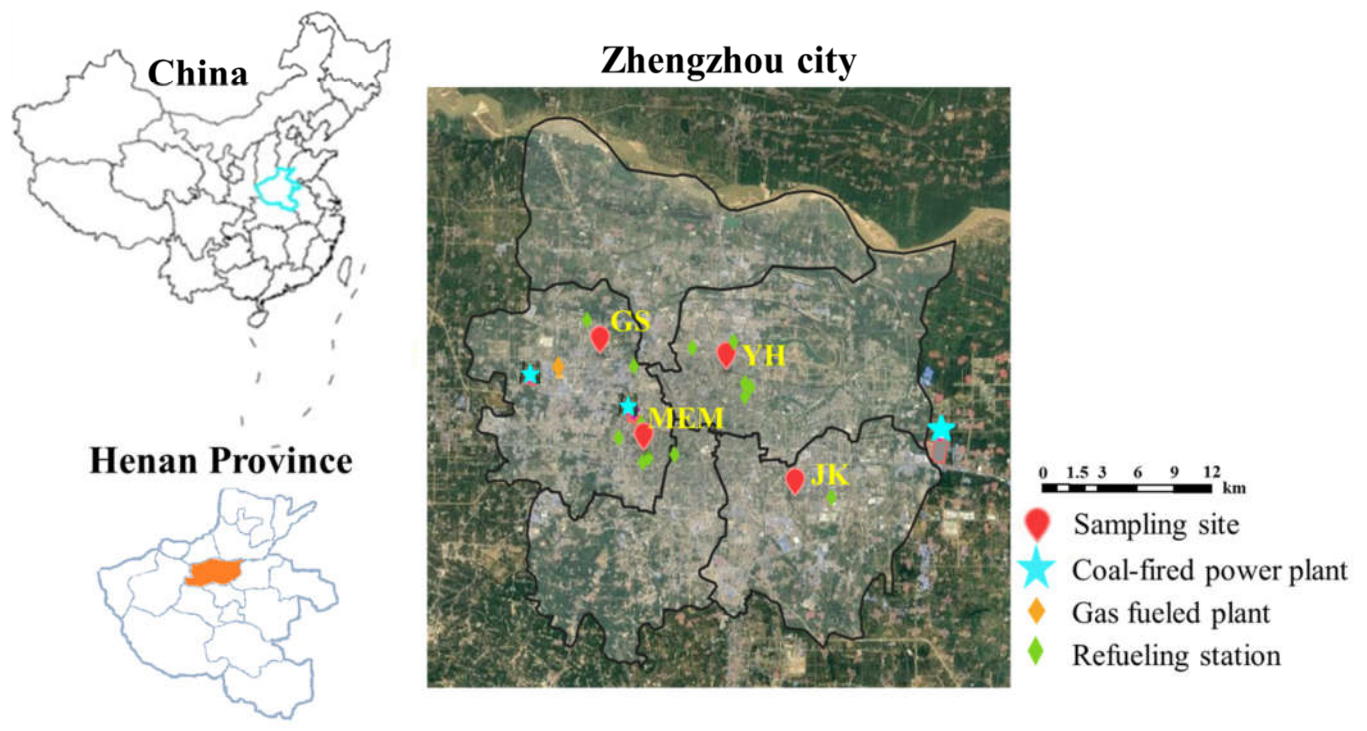 China
Zhengzhou city
GS
YH
MEM
JK
Henan Province
0 1.5 3 6 9 12
km
Sampling site
Coal-fired power plant
Gas fueled plant
Refueling station